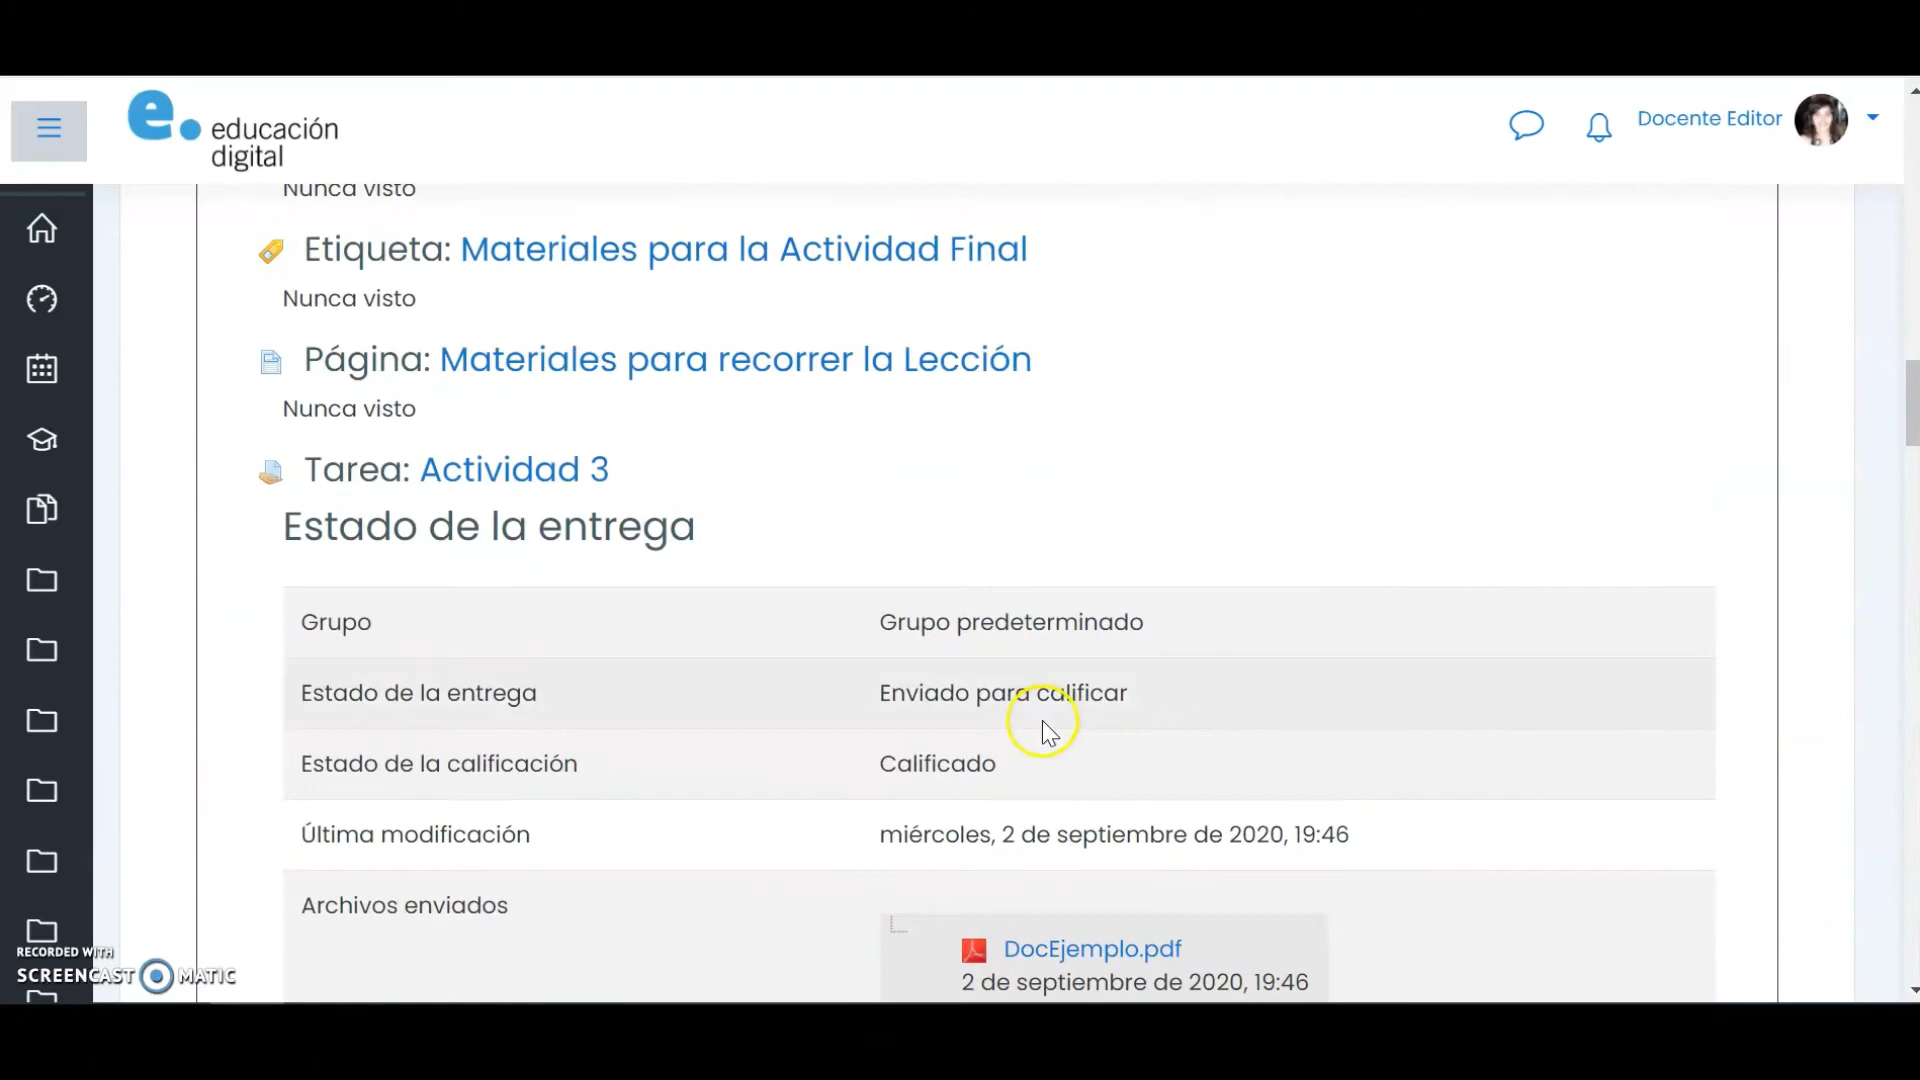 educación
digital
Docente Editor
Nunca visto
Etiqueta: Materiales para la Actividad Final
Nunca visto
Página: Materiales para recorrer la Lección
Nunca visto
Tarea: Actividad 3
Estado de la entrega
Grupo Grupo predeterminado
Estado de la entrega Enviado para calificar
Estado de la calificación Calificado
Última modificación miércoles, 2 de septiembre de 2020, 19:46
Archivos enviados
DocEjemplo.pdf
2 de septiembre de 2020, 19:46
RECORDED WITH
SCREENCAST MATIC